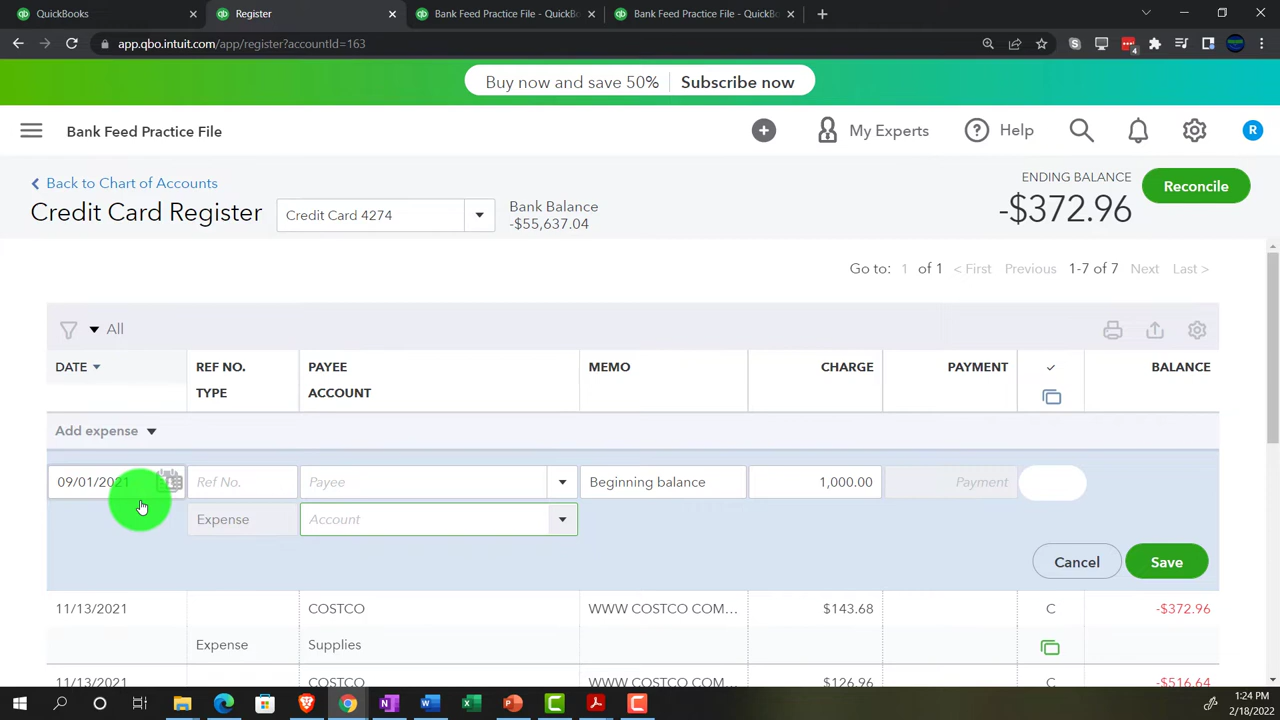 QuickBooks
Register
Bank Feed Practice File - QuickBo
Bank Feed Practice File - QuickBo
app.qbo.intuit.com/app/register?accountId=163
4
Buy now and save 50% Subscribe now
Bank Feed Practice File
My Experts
Help
R
Back to Chart of Accounts
Credit Card Register
Credit Card 4274
Bank Balance
-$55,637.04
ENDING BALANCE
-$372.96
Reconcile
Go to: 1 of 1 < First Previous 1-7 of 7 Next Last >
All
DATE REF NO. PAYEE MEMO CHARGE PAYMENT ✓ BALANCE
TYPE ACCOUNT
Add expense
09/01/2021 Ref No. Payee Beginning balance 1,000.00 Payment
Expense Account
Cancel Save
11/13/2021 COSTCO WWW COSTCO COM... $143.68 C -$372.96
Expense Supplies
11/13/2021 COSTCO WWW COSTCO COM... $126.96 C -$516.64
1:24 PM
2/18/2022